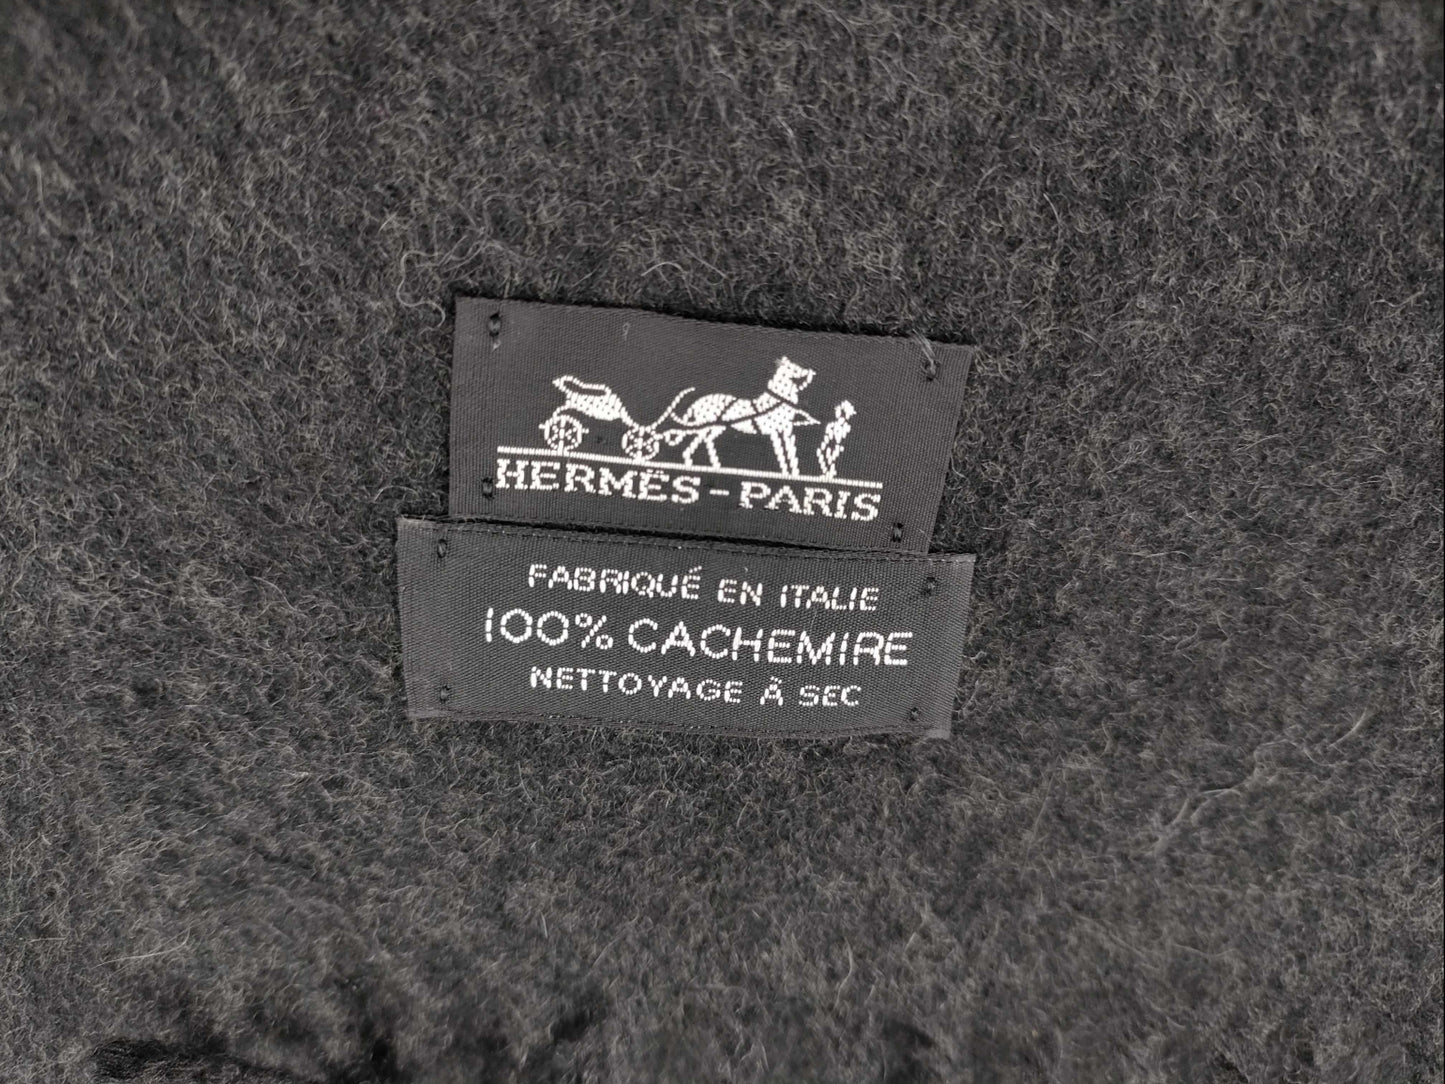 HERMÈS-PARIS
FABRIQUÉ EN ITALIE
100% CACHEMIRE
NETTOYAGE À SEC